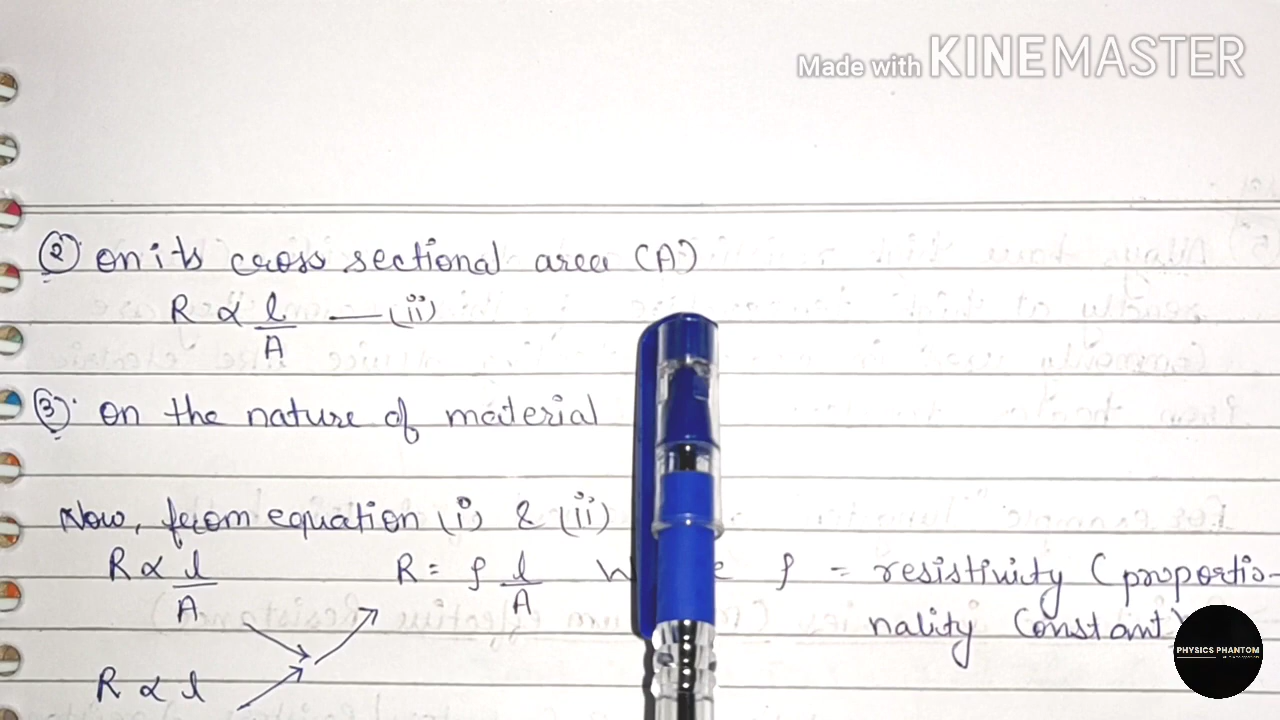 Made with KINEMASTER
② on its cross sectional area (A)
R ∝ l/A — (ii)
③ on the nature of material
Now, from equation (i) & (ii)
R ∝ l/A R = ρ l/A ρ = resistivity (proportio-
nality constant)
R ∝ l
PHYSICS PHANTOM